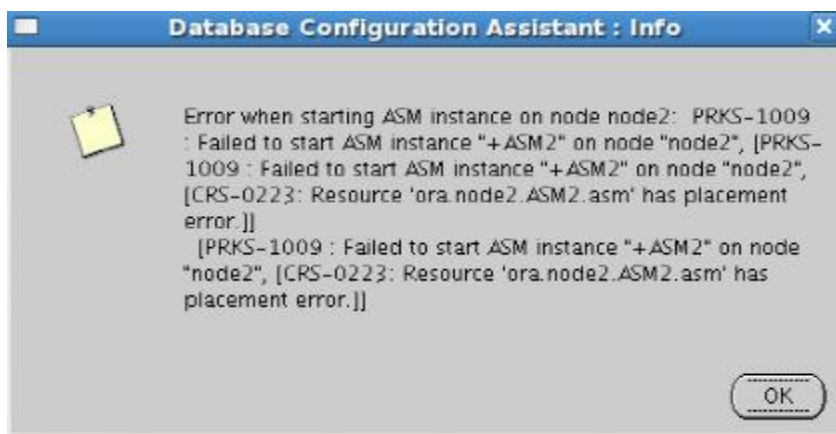 Database Configuration Assistant : Info
Error when starting ASM instance on node node2:  PRKS-1009
: Failed to start ASM instance "+ASM2" on node "node2", [PRKS-
1009 : Failed to start ASM instance "+ASM2" on node "node2",
[CRS-0223: Resource 'ora.node2.ASM2.asm' has placement
error.]]
[PRKS-1009 : Failed to start ASM instance "+ASM2" on node
"node2", [CRS-0223: Resource 'ora.node2.ASM2.asm' has
placement error.]]
OK